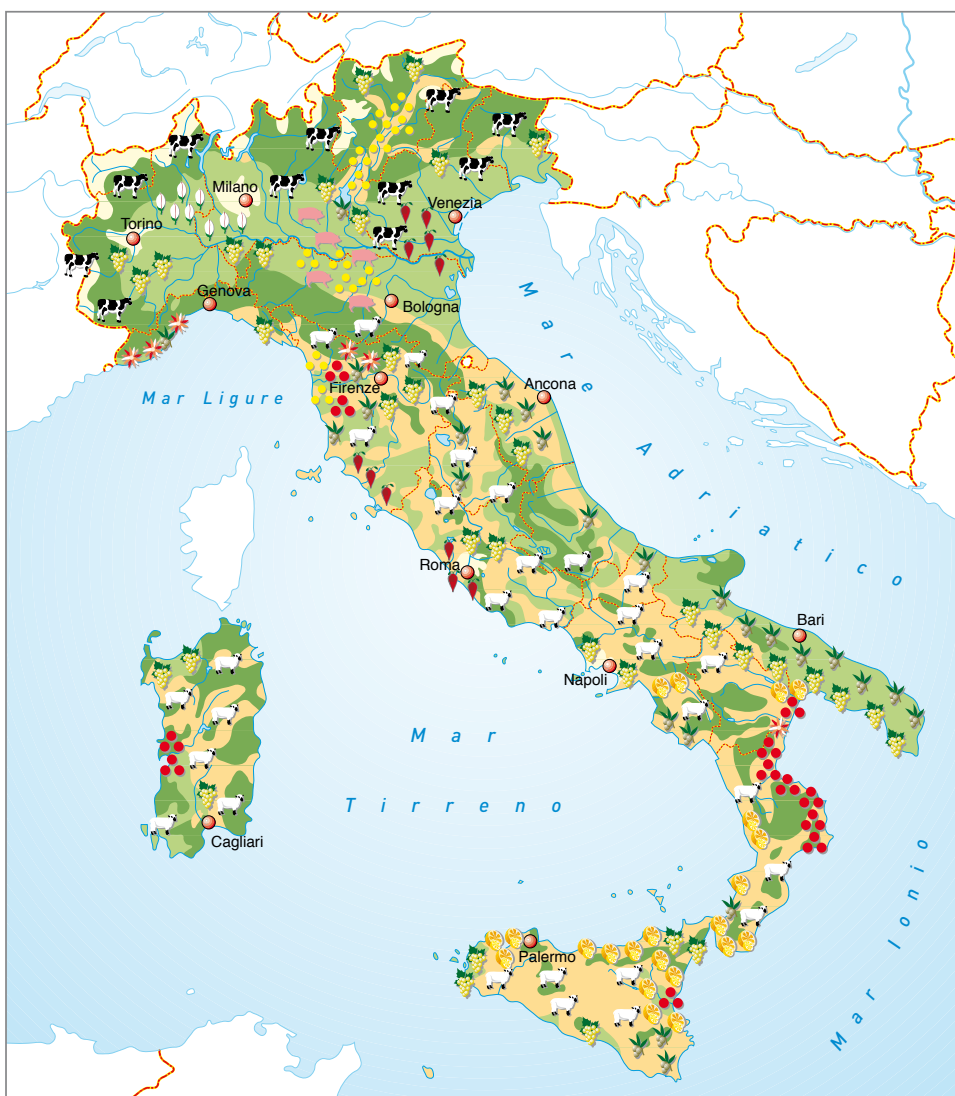 Milano
Venezia
Torino
Genova
Bologna
Mar Ligure
Firenze
Ancona
Mare Adriatico
Roma
Bari
Napoli
Mar
Tirreno
Cagliari
Palermo
Mar Ionio